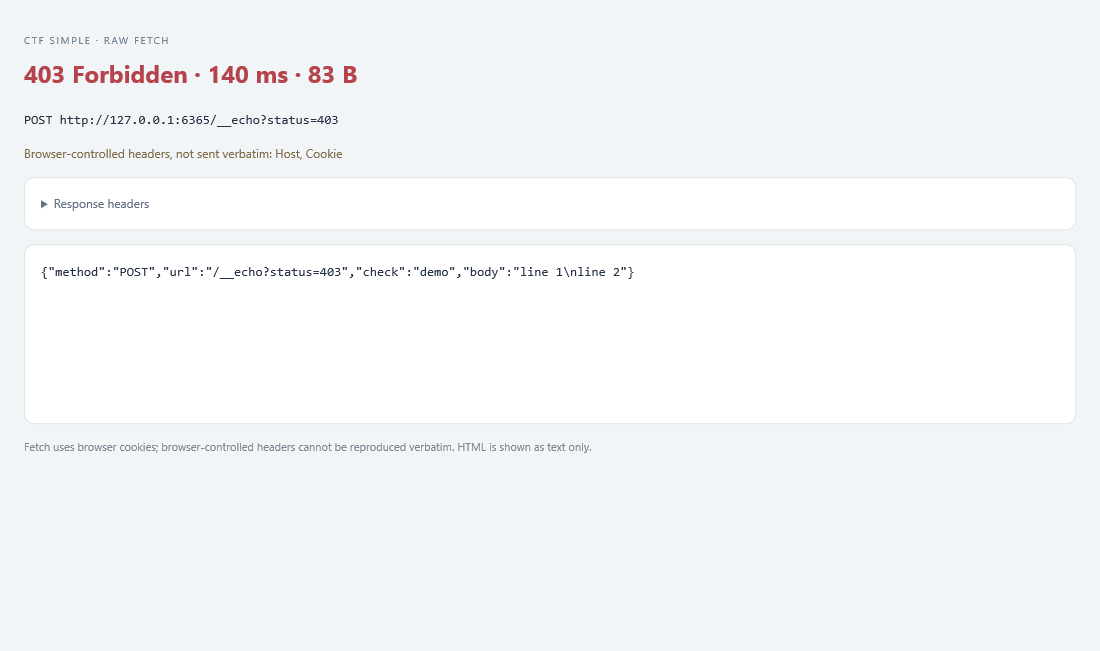 CTF SIMPLE · RAW FETCH
403 Forbidden · 140 ms · 83 B
POST http://127.0.0.1:6365/__echo?status=403
Browser-controlled headers, not sent verbatim: Host, Cookie
▶ Response headers
{"method":"POST","url":"/__echo?status=403","check":"demo","body":"line 1\nline 2"}
Fetch uses browser cookies; browser-controlled headers cannot be reproduced verbatim. HTML is shown as text only.